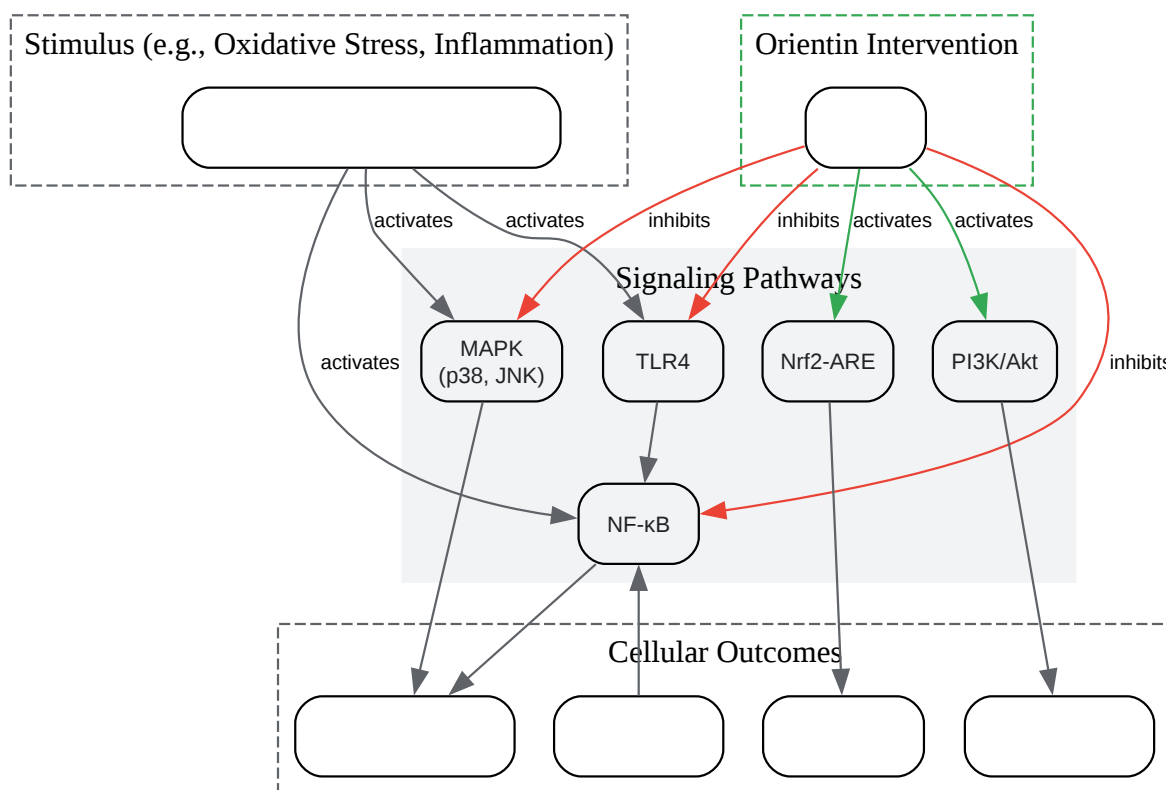 Stimulus (e.g., Oxidative Stress, Inflammation)
Orientin Intervention
activates
activates
inhibits
inhibits
activates
activates
Signaling Pathways
activates
MAPK
(p38, JNK)
TLR4
Nrf2-ARE
PI3K/Akt
inhibits
NF-κB
Cellular Outcomes